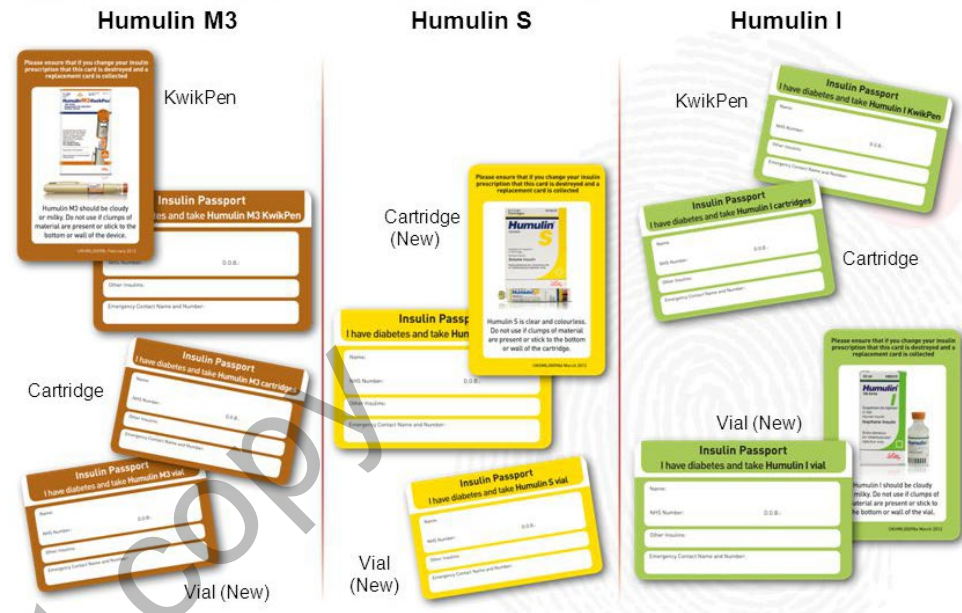 Humulin M3
Please ensure that if you change your insulin
prescription that this card is destroyed and a
replacement card is collected
KwikPen
Humulin M3 KwikPen
Humulin M3 should be cloudy
or milky. Do not use if clumps of
material are present or stick to the
bottom or wall of the device.
Insulin Passport
etes and take Humulin M3 KwikPen
NHS Number:
D.O.B.:
Other Insulins:
Emergency Contact Name and Number:
Cartridge
Insulin Passport
I have diabetes and take Humulin M3 cartridges
Name:
NHS Number:
D.O.B.:
Other Insulins:
Emergency Contact Name and Number:
Insulin Passport
I have diabetes and take Humulin M3 vial
Name:
NHS Number:
D.O.B.:
Other Insulins:
Emergency Contact Name and Number:
Vial (New)
Humulin S
Please ensure that if you change your insulin
prescription that this card is destroyed and a
replacement card is collected
Cartridge
(New)
Humulin
S
Humulin S is clear and colourless.
Do not use if clumps of material
are present or stick to the bottom
or wall of the cartridge.
Insulin Passp
I have diabetes and take Hum
Name:
NHS Number:
D.O.B.:
Other Insulins:
Emergency Contact Name and Number:
Insulin Passport
I have diabetes and take Humulin S vial
Name:
NHS Number:
D.O.B.:
Other Insulins:
Emergency Contact Name and Number:
Vial
(New)
Humulin I
KwikPen
Insulin Passport
I have diabetes and take Humulin I KwikPen
Name:
NHS Number:
D.O.B.:
Other Insulins:
Emergency Contact Name and Number:
Insulin Passport
I have diabetes and take Humulin I cartridges
Name:
NHS Number:
D.O.B.:
Other Insulins:
Emergency Contact Name and Number:
Cartridge
Please ensure that if you change your insulin
prescription that this card is destroyed and a
replacement card is collected
Humulin
I
Humulin I should be cloudy
milky. Do not use if clumps of
material are present or stick to
he bottom or wall of the vial.
Vial (New)
Insulin Passport
I have diabetes and take Humulin I vial
Name:
NHS Number:
D.O.B.:
Other Insulins:
Emergency Contact Name and Number:
copy